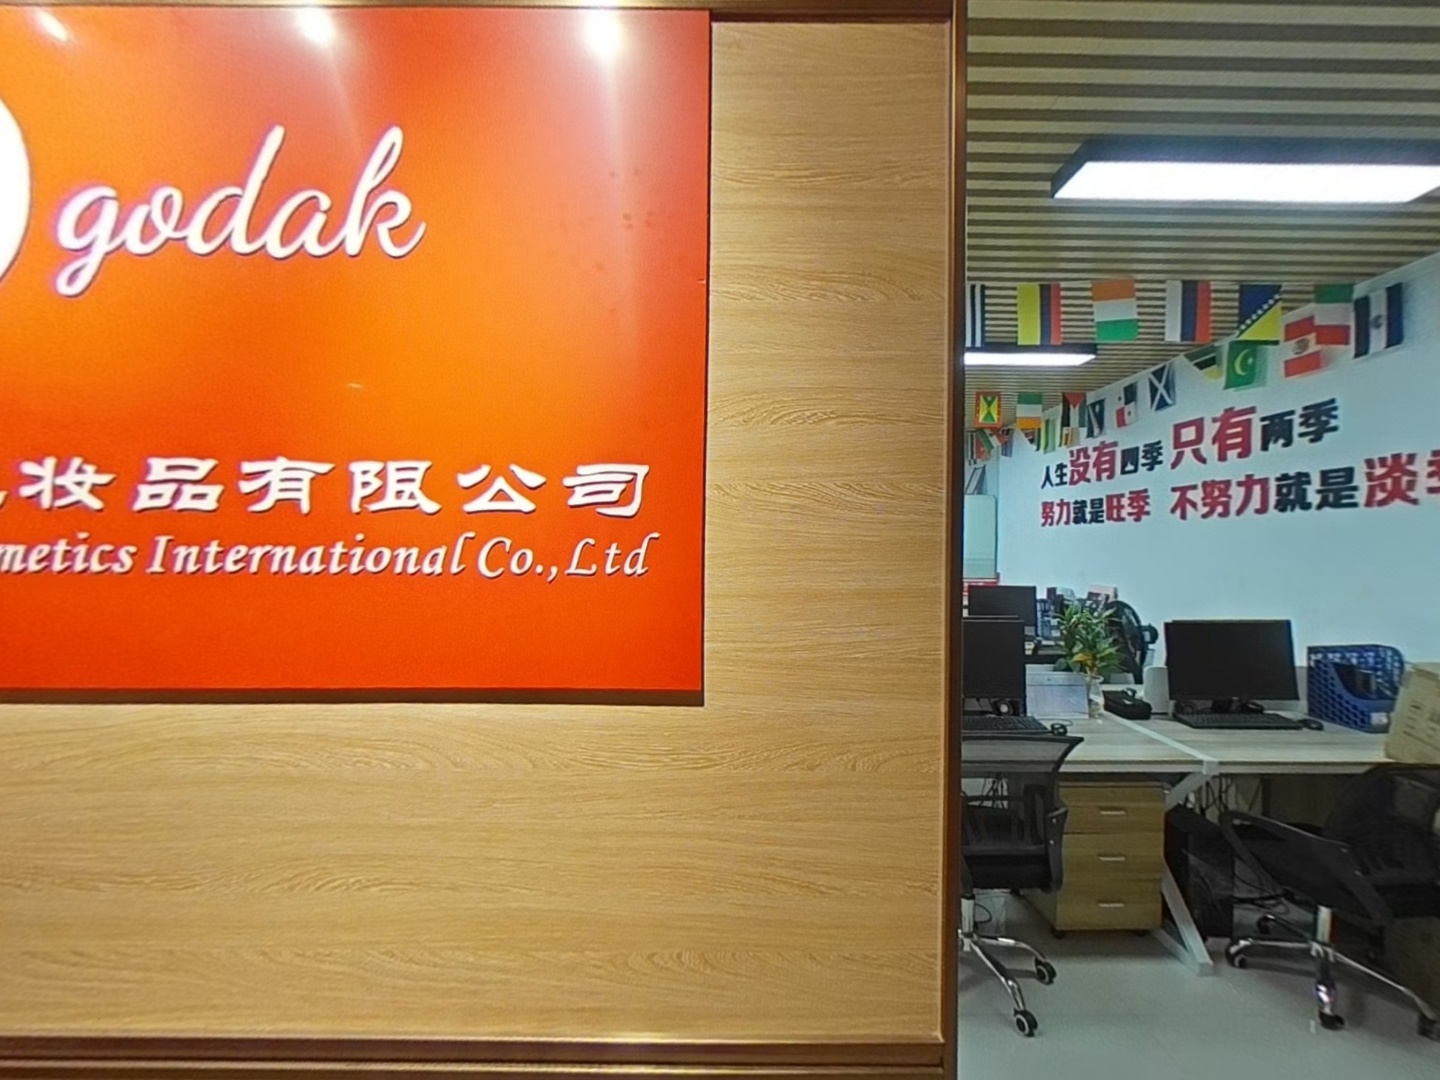 godak
妆品有限公司
metics International Co.,Ltd
人生没有四季 只有两季
努力就是旺季 不努力就是淡季